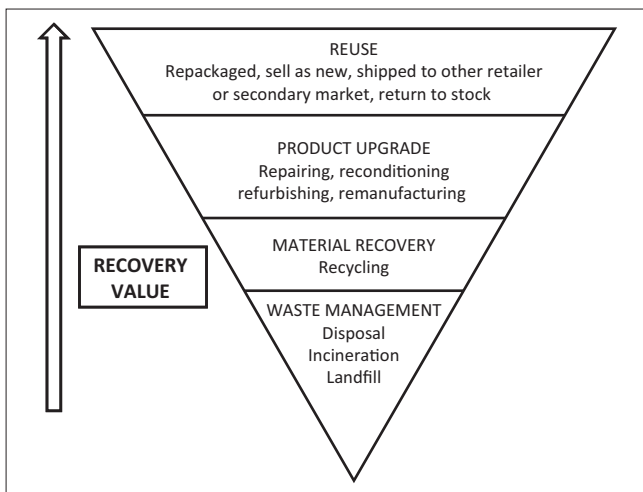 REUSE
Repackaged, sell as new, shipped to other retailer
or secondary market, return to stock
PRODUCT UPGRADE
Repairing, reconditioning
refurbishing, remanufacturing
MATERIAL RECOVERY
Recycling
RECOVERY
VALUE
WASTE MANAGEMENT
Disposal
Incineration
Landfill